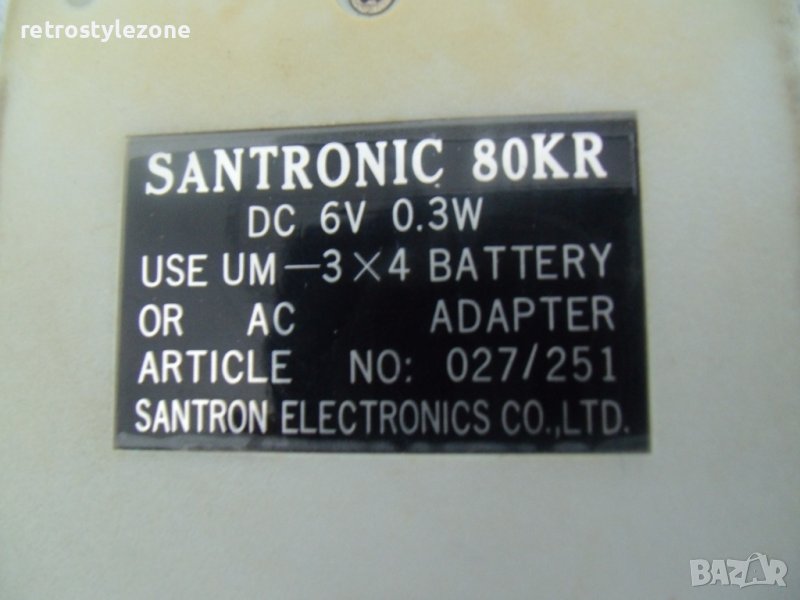 retrostylezone
SANTRONIC 80KR
DC 6V 0.3W
USE UM—3×4 BATTERY
OR AC ADAPTER
ARTICLE NO: 027/251
SANTRON ELECTRONICS CO.,LTD.
BAZAR